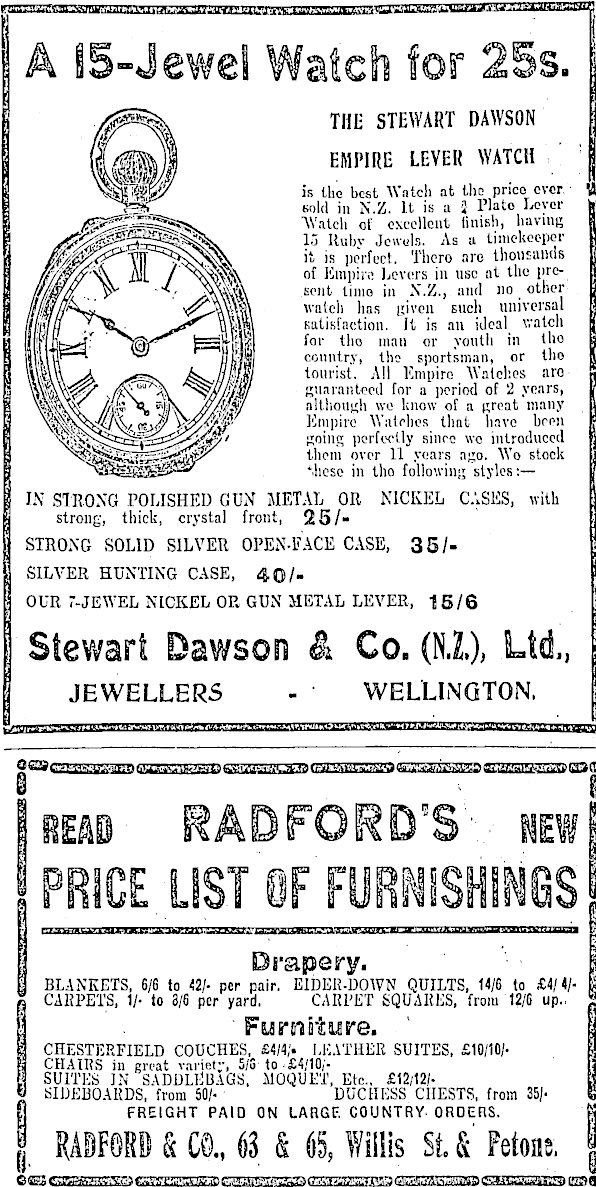 A 15-Jewel Watch for 25s.
THE STEWART DAWSON
EMPIRE LEVER WATCH
is the best Watch at the price ever
sold in N.Z. It is a ¾ Plate Lever
Watch of excellent finish, having
15 Ruby Jewels. As a timekeeper
it is perfect. There are thousands
of Empire Levers in use at the pre-
sent time in N.Z., and no other
watch has given such universal
satisfaction. It is an ideal watch
for the man or youth in the
country, the sportsman, or the
tourist. All Empire Watches are
guaranteed for a period of 2 years,
although we know of a great many
Empire Watches that have been
going perfectly since we introduced
them over 11 years ago. We stock
these in the following styles:—
IN STRONG POLISHED GUN METAL OR NICKEL CASES, with
strong, thick, crystal front, 25/-
STRONG SOLID SILVER OPEN-FACE CASE, 35/-
SILVER HUNTING CASE, 40/-
OUR 7-JEWEL NICKEL OR GUN METAL LEVER, 15/6
Stewart Dawson & Co. (N.Z.), Ltd.,
JEWELLERS - WELLINGTON.
READ RADFORD'S NEW
PRICE LIST OF FURNISHINGS
Drapery.
BLANKETS, 6/6 to 42/- per pair. EIDER-DOWN QUILTS, 14/6 to £4/4/-
CARPETS, 1/- to 8/6 per yard. CARPET SQUARES, from 12/6 up.
Furniture.
CHESTERFIELD COUCHES, £4/4/- LEATHER SUITES, £10/10/-
CHAIRS in great variety, 5/6 to £4/10/-
SUITES IN SADDLEBAGS, MOQUET, Etc., £12/12/-
SIDEBOARDS, from 50/- DUCHESS CHESTS, from 35/-
FREIGHT PAID ON LARGE COUNTRY ORDERS.
RADFORD & CO., 63 & 65, Willis St. & Petone.